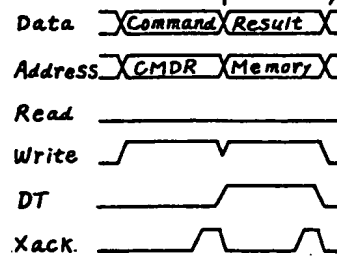 Data Command Result
Address CMDR Memory
Read
Write
DT
Xack.